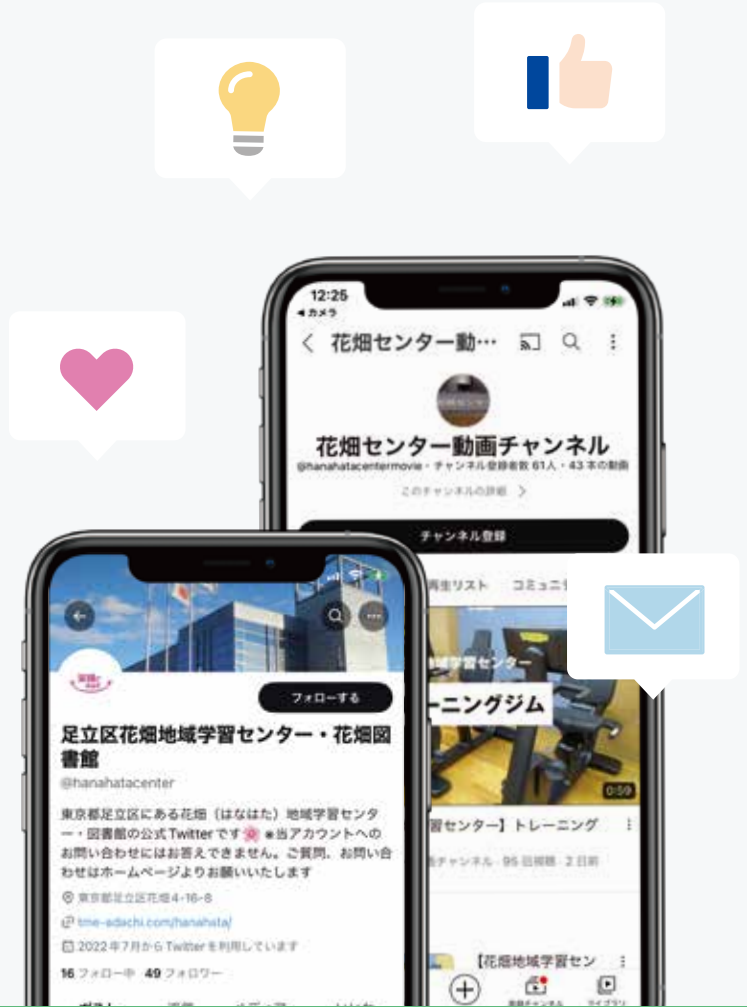 12:25
◀カメラ
花畑センター動…
花畑センター動画チャンネル
@hanahatacentermovie・チャンネル登録者数 61人・43 本の動画
このチャンネルの詳細
チャンネル登録
再生リスト コミュニ
学習センター
ーニングジム
0:59
習センター】トレーニング
チャンネル・95 回視聴・2 日前
【花畑地域学習セン
登録チャンネル ライブラリ
フォローする
足立区花畑地域学習センター・花畑図
書館
@hanahatacenter
東京都足立区にある花畑（はなはた）地域学習センタ
ー・図書館の公式Twitterです🌸 ※当アカウントへの
お問い合わせにはお答えできません。ご質問、お問い合
わせはホームページよりお願いいたします
東京都足立区花畑4-16-8
tme-adachi.com/hanahata/
2022年7月からTwitterを利用しています
16 フォロー中 49 フォロワー